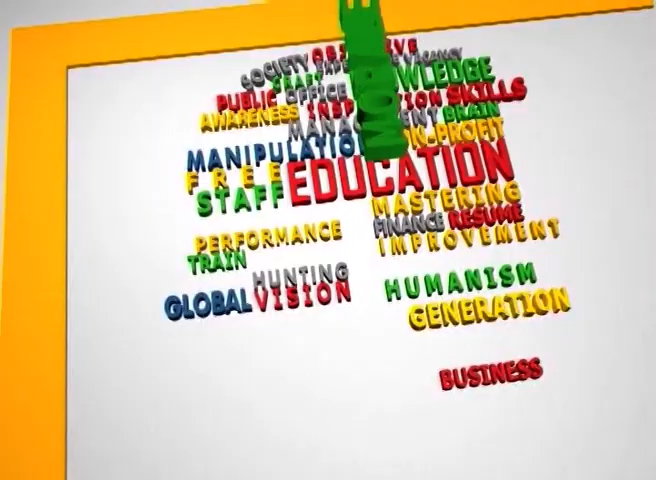 SOCIETY
CRAFT
PUBLIC OFFICE SKILLS
AWARENESS BRAIN
MANIPULATION
FREE EDUCATION
STAFF MASTERING
FINANCE RESUME
PERFORMANCE IMPROVEMENT
TRAIN
HUNTING HUMANISM
GLOBAL VISION GENERATION
BUSINESS